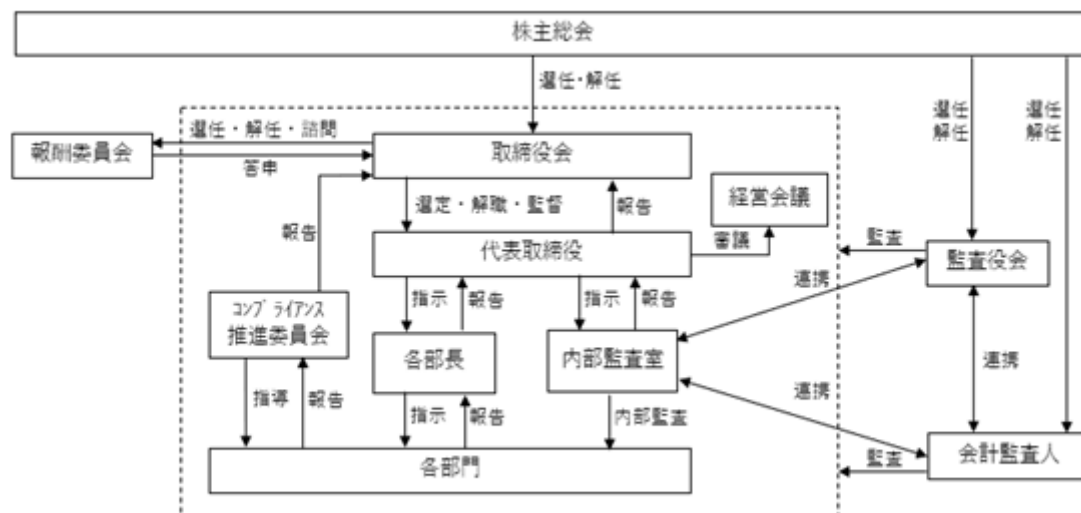 株主総会
選任・解任
選任
解任
選任
解任
選任・解任・諮問
報酬委員会
答申
取締役会
選定・解職・監督
報告
経営会議
報告
代表取締役
審議
監査
監査役会
連携
指示
報告
指示
報告
コンプライアンス
推進委員会
各部長
内部監査室
連携
連携
指導
報告
指示
報告
内部監査
各部門
監査
会計監査人